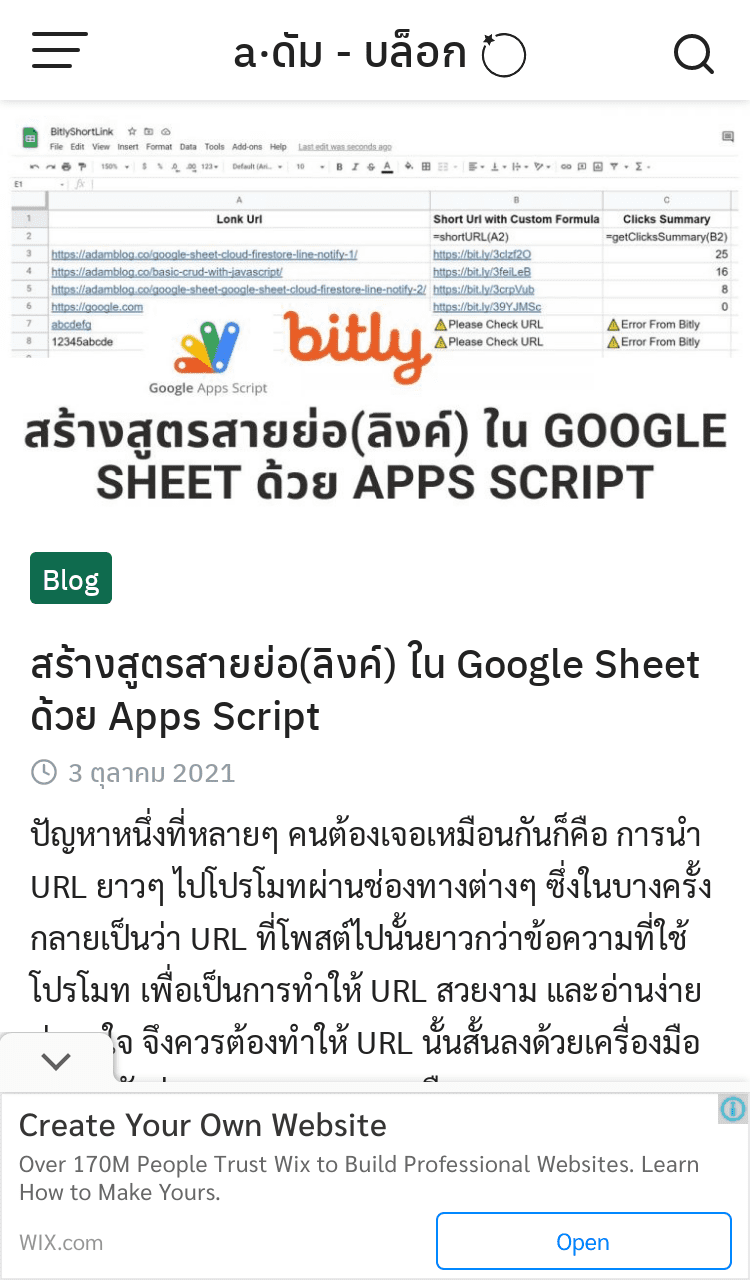 a·ดัม - บล็อก
BitlyShortLink
File Edit View Insert Format Data Tools Add-ons Help Last edit was seconds ago
150% $ % .0 .00 123 Default (Ari... 10 B I S A
E1 fx
A B C
1 Lonk Url Short Url with Custom Formula Clicks Summary
2 =shortURL(A2) =getClicksSummary(B2)
3 https://adamblog.co/google-sheet-cloud-firestore-line-notify-1/ https://bit.ly/3clzf2O 25
4 https://adamblog.co/basic-crud-with-javascript/ https://bit.ly/3feiLeB 16
5 https://adamblog.co/google-sheet-google-sheet-cloud-firestore-line-notify-2/ https://bit.ly/3crpVub 8
6 https://google.com https://bit.ly/39YJMSc 0
7 abcdefg Please Check URL Error From Bitly
8 12345abcde Please Check URL Error From Bitly
bitly
Google Apps Script
สร้างสูตรสายย่อ(ลิงค์) ใน GOOGLE
SHEET ด้วย APPS SCRIPT
Blog
สร้างสูตรสายย่อ(ลิงค์) ใน Google Sheet
ด้วย Apps Script
3 ตุลาคม 2021
ปัญหาหนึ่งที่หลายๆ คนต้องเจอเหมือนกันก็คือ การนำ
URL ยาวๆ ไปโปรโมทผ่านช่องทางต่างๆ ซึ่งในบางครั้ง
กลายเป็นว่า URL ที่โพสต์ไปนั้นยาวกว่าข้อความที่ใช้
โปรโมท เพื่อเป็นการทำให้ URL สวยงาม และอ่านง่าย
จึงควรต้องทำให้ URL นั้นสั้นลงด้วยเครื่องมือ
Create Your Own Website
Over 170M People Trust Wix to Build Professional Websites. Learn
How to Make Yours.
WIX.com
Open